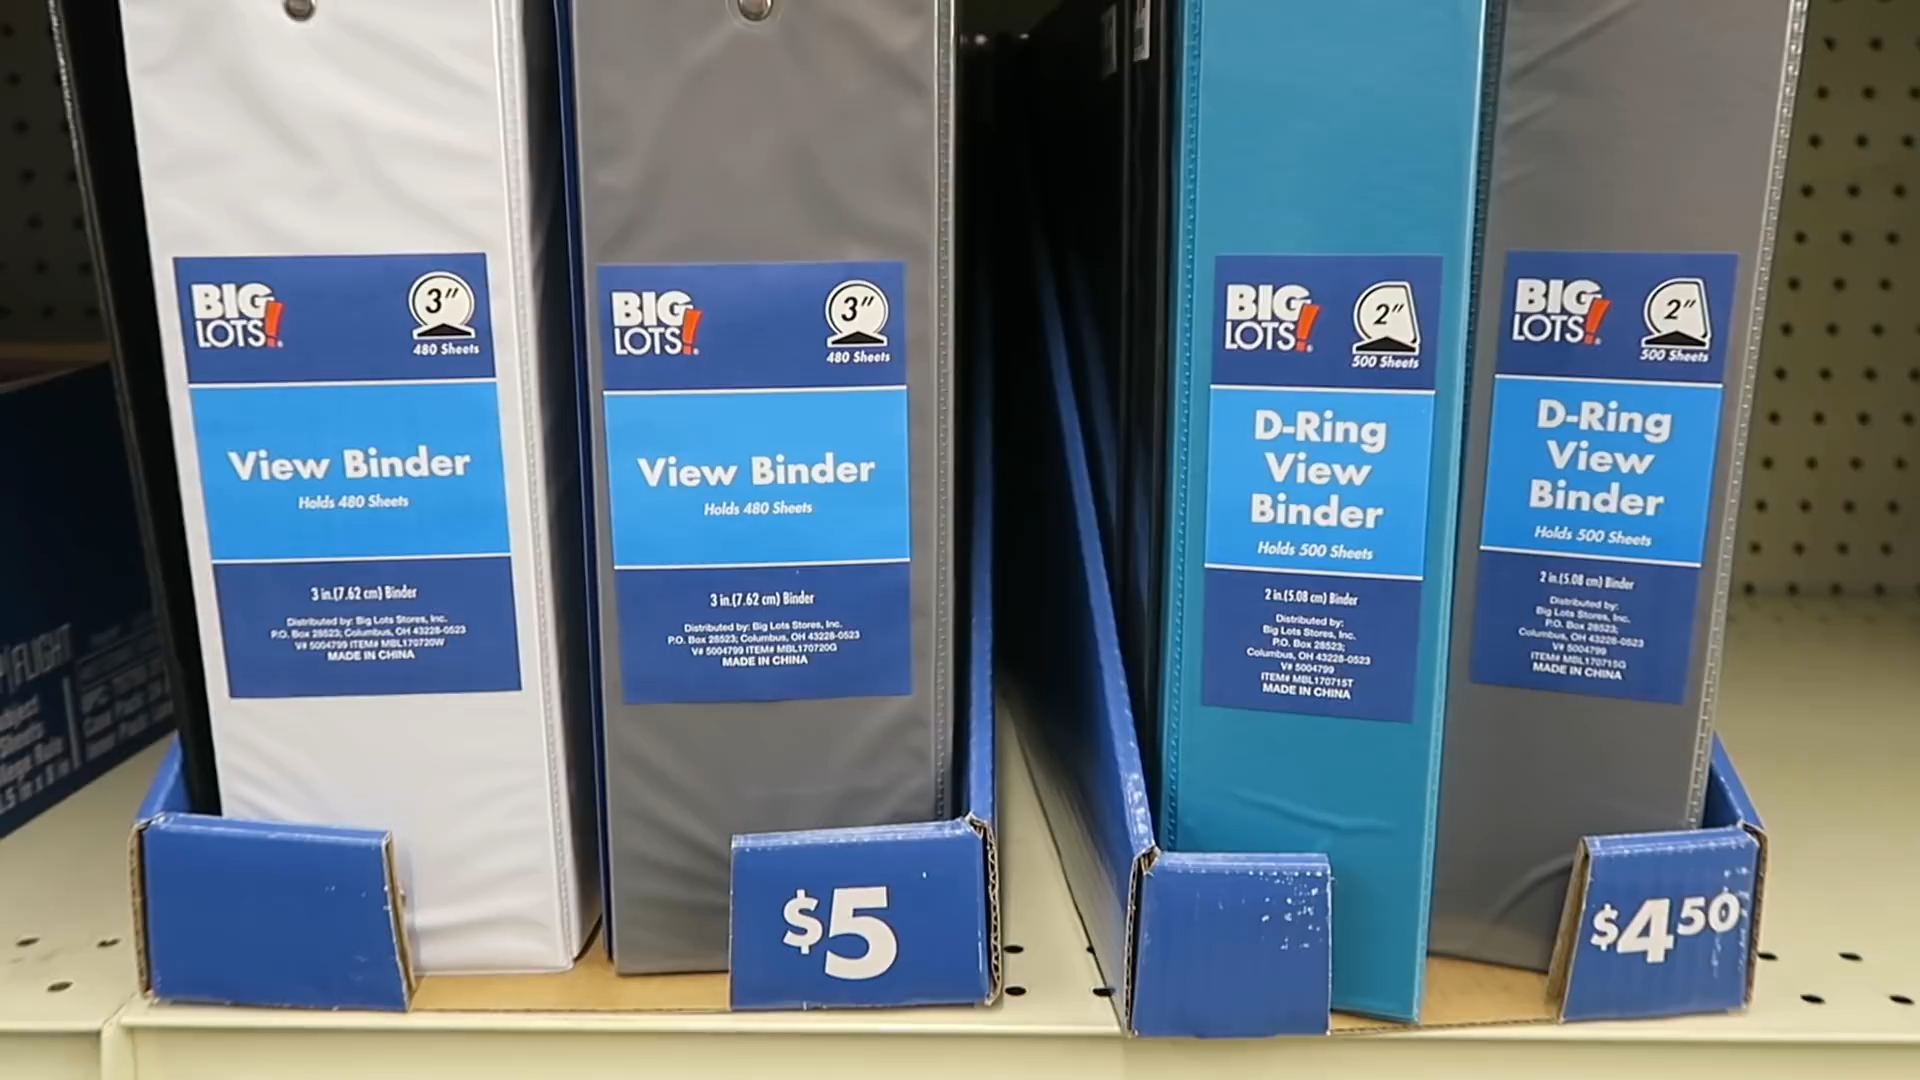 BIG
LOTS!
3"
480 Sheets
View Binder
Holds 480 Sheets
3 in.(7.62 cm) Binder
Distributed by: Big Lots Stores, Inc.
P.O. Box 28523; Columbus, OH 43228-0523
V# 5004799 ITEM# MBL170720W
MADE IN CHINA
BIG
LOTS!
3"
480 Sheets
View Binder
Holds 480 Sheets
3 in.(7.62 cm) Binder
Distributed by: Big Lots Stores, Inc.
P.O. Box 28523; Columbus, OH 43228-0523
V# 5004799 ITEM# MBL170720G
MADE IN CHINA
$5
BIG
LOTS!
2"
500 Sheets
D-Ring
View
Binder
Holds 500 Sheets
2 in.(5.08 cm) Binder
Distributed by:
Big Lots Stores, Inc.
P.O. Box 28523;
Columbus, OH 43228-0523
V# 5004799
ITEM# MBL170715T
MADE IN CHINA
BIG
LOTS!
2"
500 Sheets
D-Ring
View
Binder
Holds 500 Sheets
2 in.(5.08 cm) Binder
Distributed by:
Big Lots Stores, Inc.
P.O. Box 28523;
Columbus, OH 43228-0523
V# 5004799
ITEM# MBL170715G
MADE IN CHINA
$4.50
FLIGHT